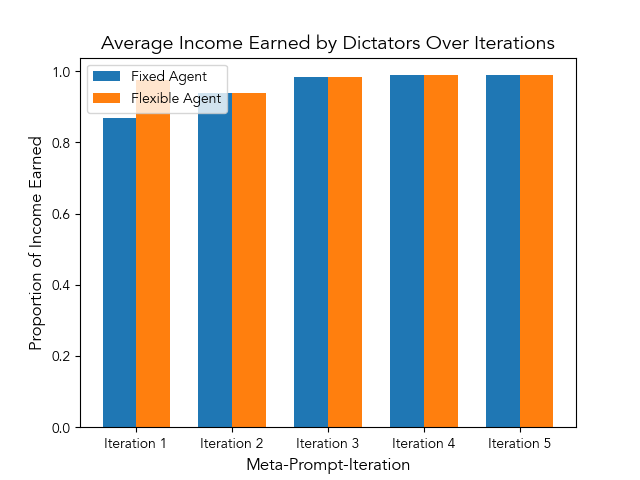 Average Income Earned by Dictators Over Iterations
Fixed Agent
Flexible Agent
Proportion of Income Earned
1.0
0.8
0.6
0.4
0.2
0.0
Iteration 1 Iteration 2 Iteration 3 Iteration 4 Iteration 5
Meta-Prompt-Iteration